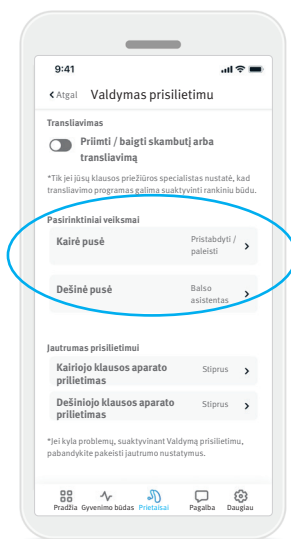 9:41
Atgal Valdymas prisilietimu
Transliavimas
Priimti / baigti skambutį arba
transliavimą
*Tik jei jūsų klausos priežiūros specialistas nustatė, kad
transliavimo programas galima suaktyvinti rankiniu būdu.
Pasirinktiniai veiksmai
Kairė pusė
Pristabdyti /
paleisti
Dešinė pusė
Balso
asistentas
Jautrumas prisilietimui
Kairiojo klausos aparato
prilietimas
Stiprus
Dešiniojo klausos aparato
prilietimas
Stiprus
*Jei kyla problemų, suaktyvinant Valdymą prisilietimu,
pabandykite pakeisti jautrumo nustatymus.
Pradžia Gyvenimo būdas Prietaisai Pagalba Daugiau